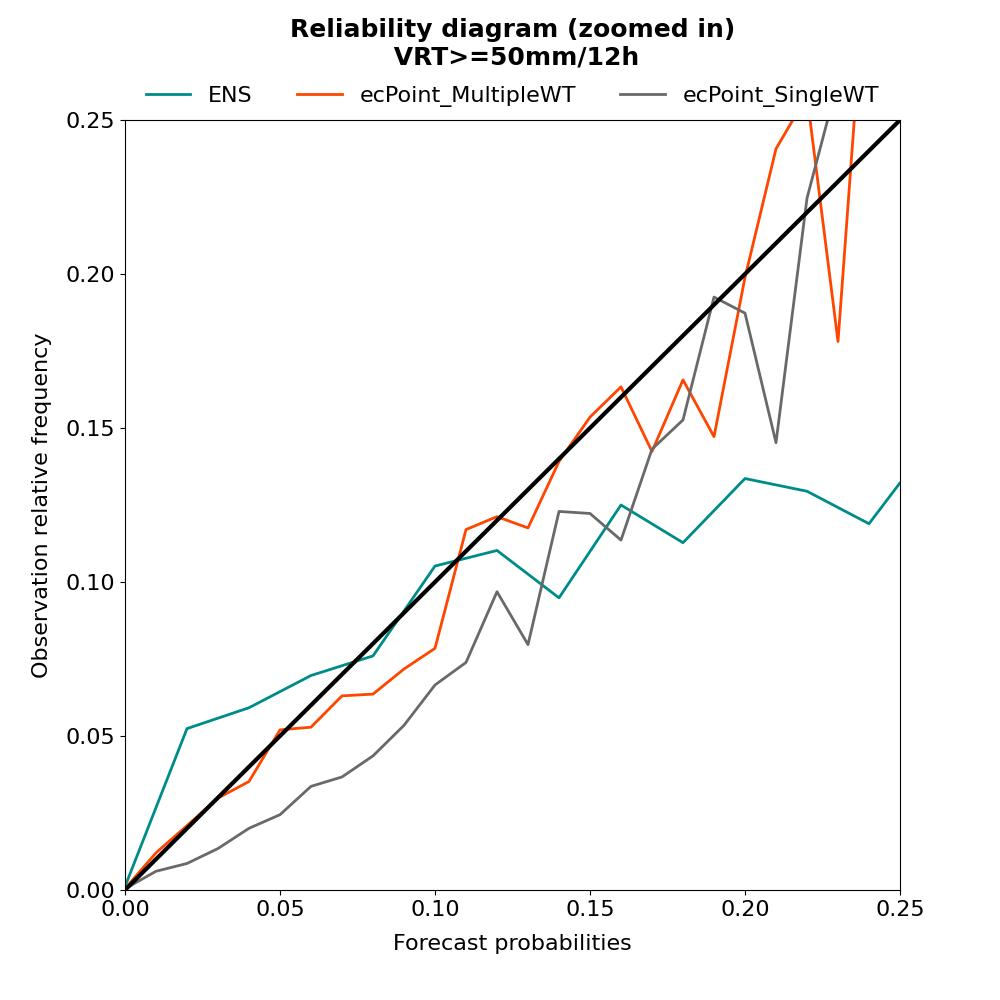 Reliability diagram (zoomed in)
VRT>=50mm/12h
ENS ecPoint_MultipleWT ecPoint_SingleWT
0.25
0.20
0.15
0.10
0.05
0.00
Observation relative frequency
0.00 0.05 0.10 0.15 0.20 0.25
Forecast probabilities